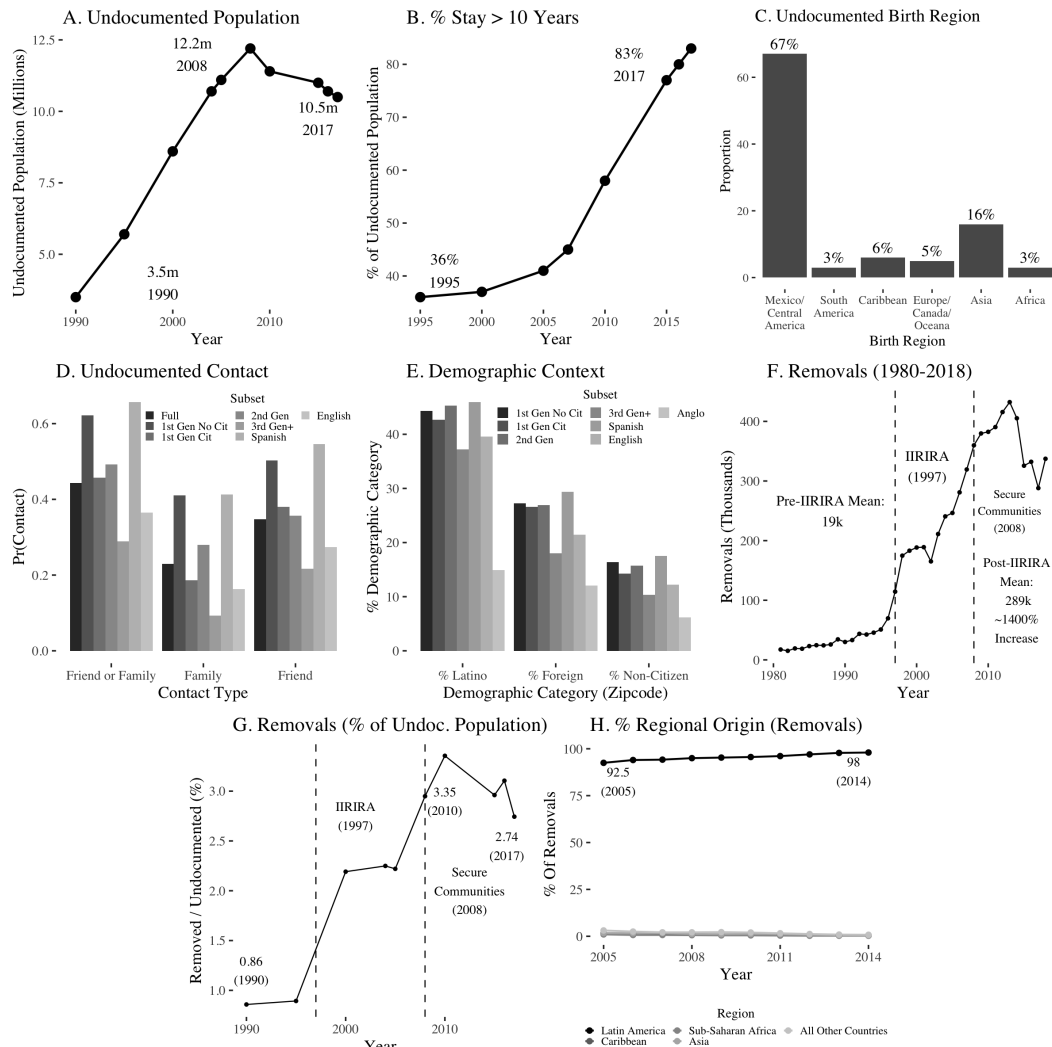 A. Undocumented Population
Undocumented Population (Millions)
12.5
10.0
7.5
5.0
12.2m
2008
10.5m
2017
3.5m
1990
1990
2000
2010
Year
B. % Stay > 10 Years
% of Undocumented Population
80
70
60
50
40
83%
2017
36%
1995
1995
2000
2005
2010
2015
Year
C. Undocumented Birth Region
Proportion
60
40
20
0
67%
3%
6%
5%
16%
3%
Mexico/
Central
America
South
America
Caribbean
Europe/
Canada/
Oceana
Asia
Africa
Birth Region
D. Undocumented Contact
Pr(Contact)
0.6
0.4
0.2
0.0
Subset
Full
1st Gen No Cit
1st Gen Cit
2nd Gen
3rd Gen+
Spanish
English
Friend or Family
Family
Friend
Contact Type
E. Demographic Context
% Demographic Category
40
30
20
10
0
Subset
1st Gen No Cit
1st Gen Cit
2nd Gen
3rd Gen+
Spanish
English
Anglo
% Latino
% Foreign
% Non-Citizen
Demographic Category (Zipcode)
F. Removals (1980-2018)
Removals (Thousands)
400
300
200
100
0
IIRIRA
(1997)
Pre-IIRIRA Mean:
19k
Secure
Communities
(2008)
Post-IIRIRA
Mean:
289k
~1400%
Increase
1980
1990
2000
2010
Year
G. Removals (% of Undoc. Population)
Removed / Undocumented (%)
3.0
2.5
2.0
1.5
1.0
IIRIRA
(1997)
3.35
(2010)
2.74
(2017)
Secure
Communities
(2008)
0.86
(1990)
1990
2000
2010
Year
H. % Regional Origin (Removals)
% Of Removals
100
75
50
25
0
92.5
(2005)
98
(2014)
2005
2008
2011
2014
Year
Region
Latin America
Caribbean
Sub-Saharan Africa
Asia
All Other Countries